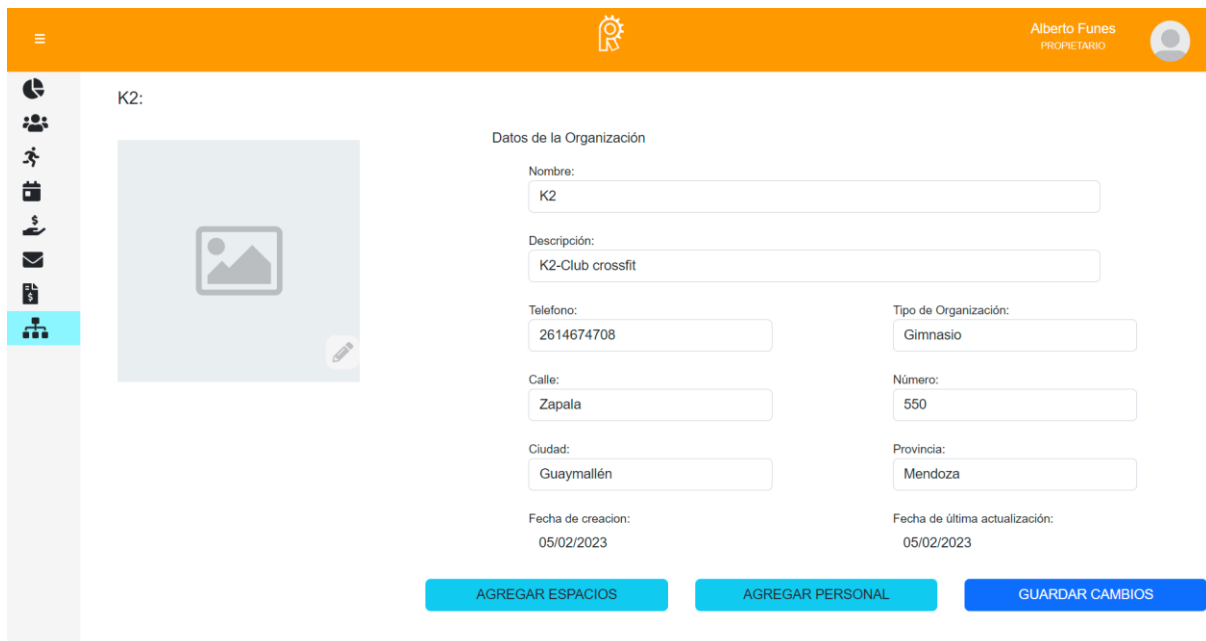 Alberto Funes
PROPIETARIO
K2:
Datos de la Organización
Nombre:
K2
Descripción:
K2-Club crossfit
Telefono: Tipo de Organización:
2614674708 Gimnasio
Calle: Número:
Zapala 550
Ciudad: Provincia:
Guaymallén Mendoza
Fecha de creacion: Fecha de última actualización:
05/02/2023 05/02/2023
AGREGAR ESPACIOS AGREGAR PERSONAL GUARDAR CAMBIOS